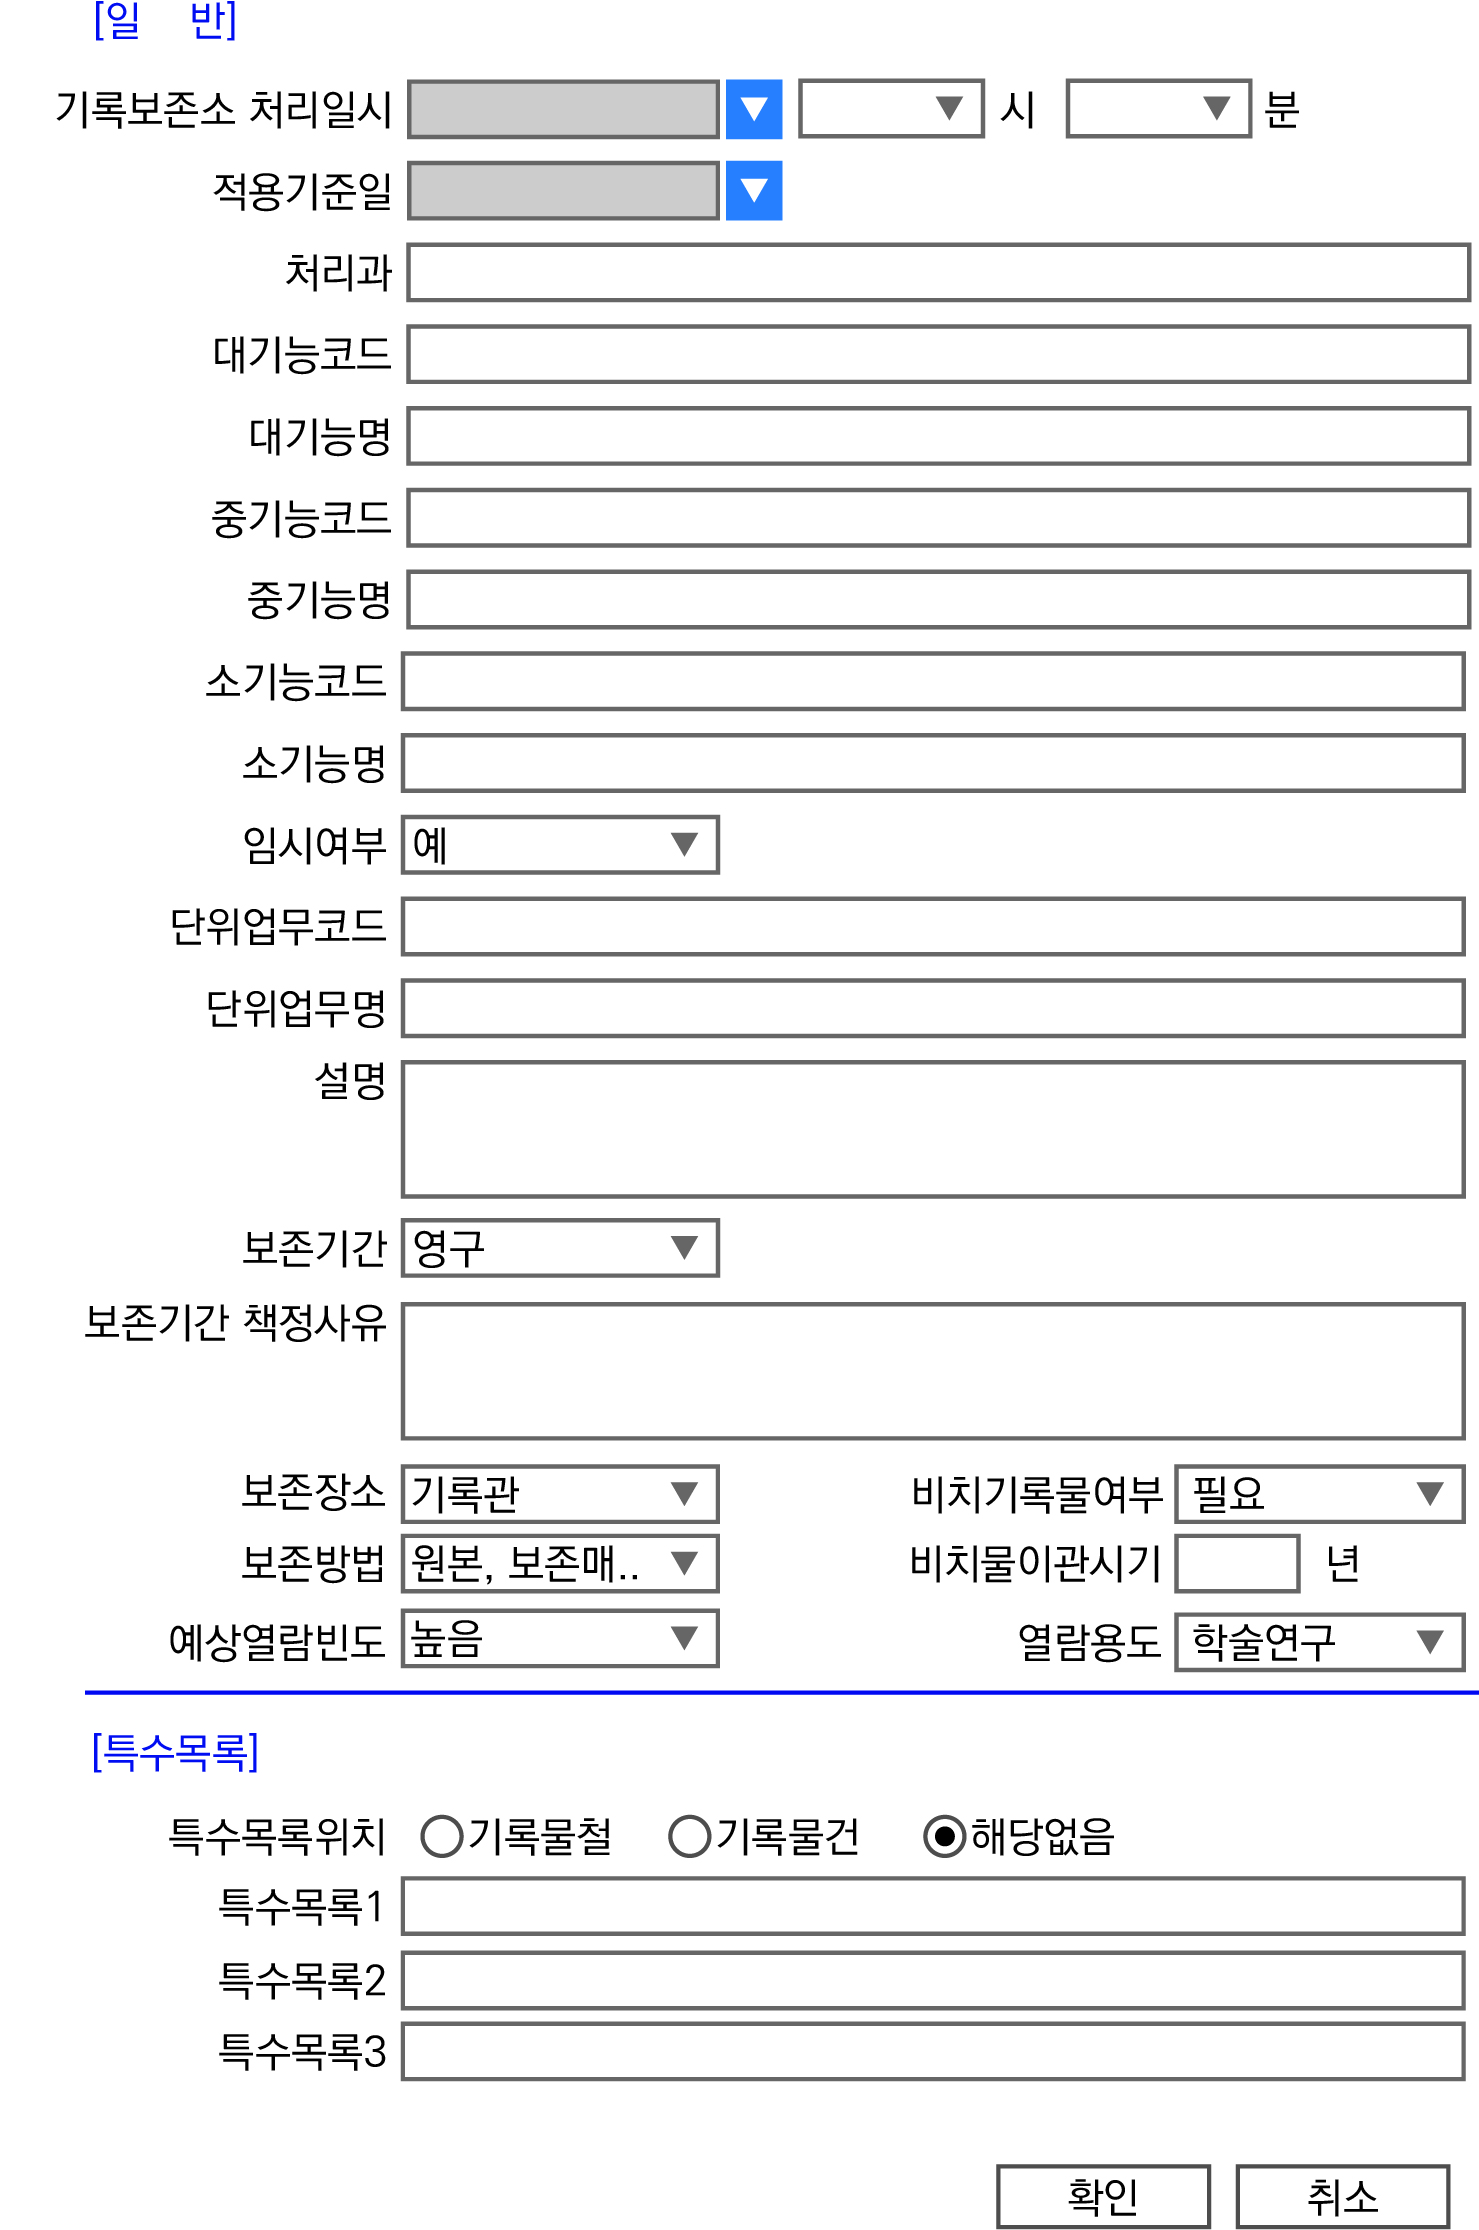 [일 반]
기록보존소 처리일시 시 분
적용기준일
처리과
대기능코드
대기능명
중기능코드
중기능명
소기능코드
소기능명
임시여부 예
단위업무코드
단위업무명
설명
보존기간 영구
보존기간 책정사유
보존장소 기록관 비치기록물여부 필요
보존방법 원본, 보존매.. 비치물이관시기 년
예상열람빈도 높음 열람용도 학술연구
[특수목록]
특수목록위치 기록물철 기록물건 해당없음
특수목록1
특수목록2
특수목록3
확인 취소